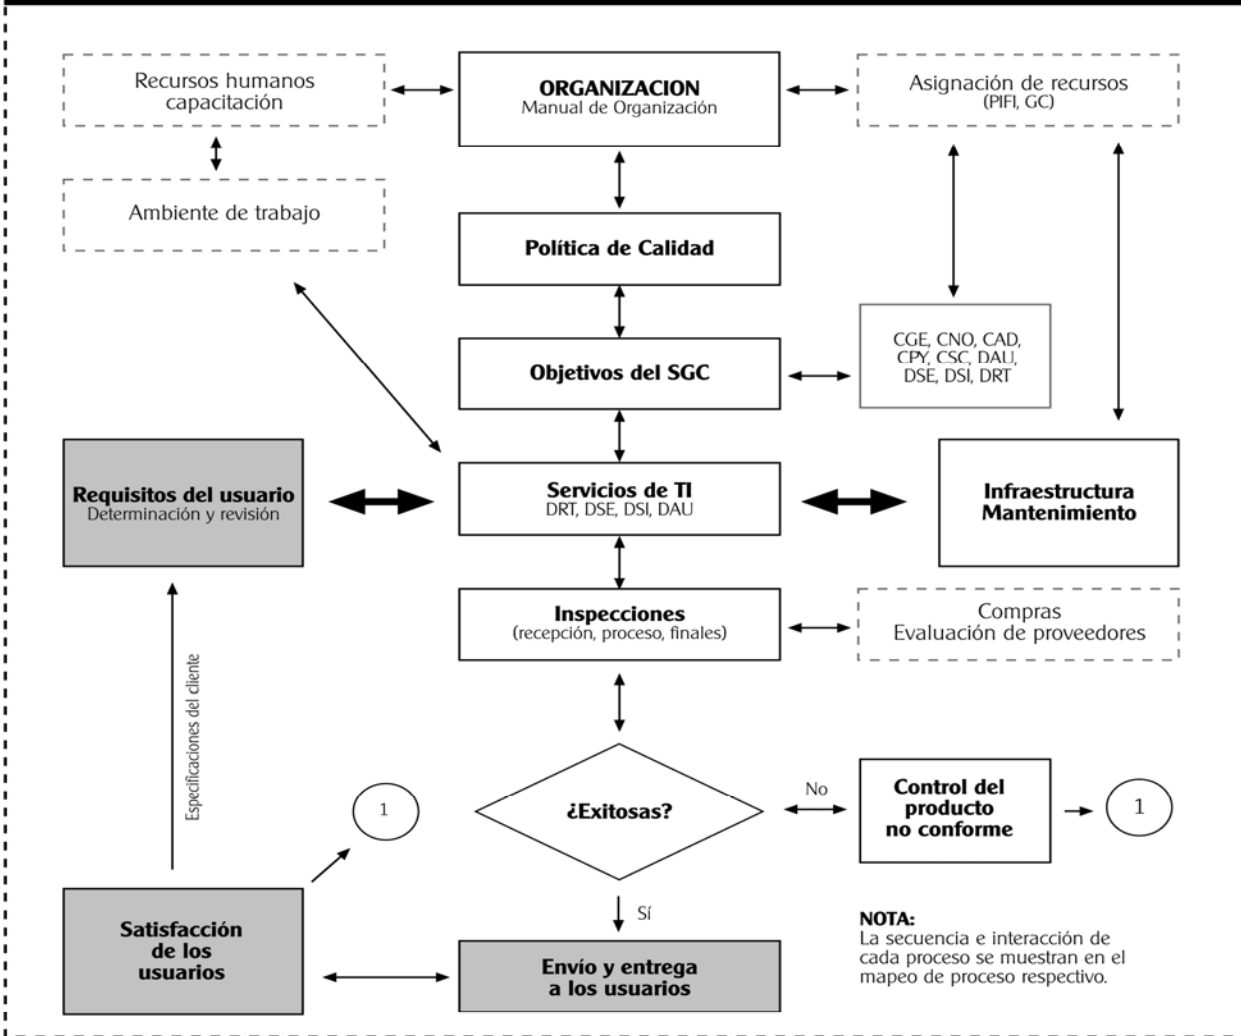 Recursos humanos
capacitación
ORGANIZACION
Manual de Organización
Asignación de recursos
(PIFI, GC)
Ambiente de trabajo
Política de Calidad
Objetivos del SGC
CGE, CNO, CAD,
CPY, CSC, DAU,
DSE, DSI, DRT
Requisitos del usuario
Determinación y revisión
Servicios de TI
DRT, DSE, DSI, DAU
Infraestructura
Mantenimiento
Inspecciones
(recepción, proceso, finales)
Compras
Evaluación de proveedores
Especificaciones del cliente
1
¿Exitosas?
No
Control del
producto
no conforme
1
Sí
Satisfacción
de los
usuarios
Envío y entrega
a los usuarios
NOTA:
La secuencia e interacción de
cada proceso se muestran en el
mapeo de proceso respectivo.